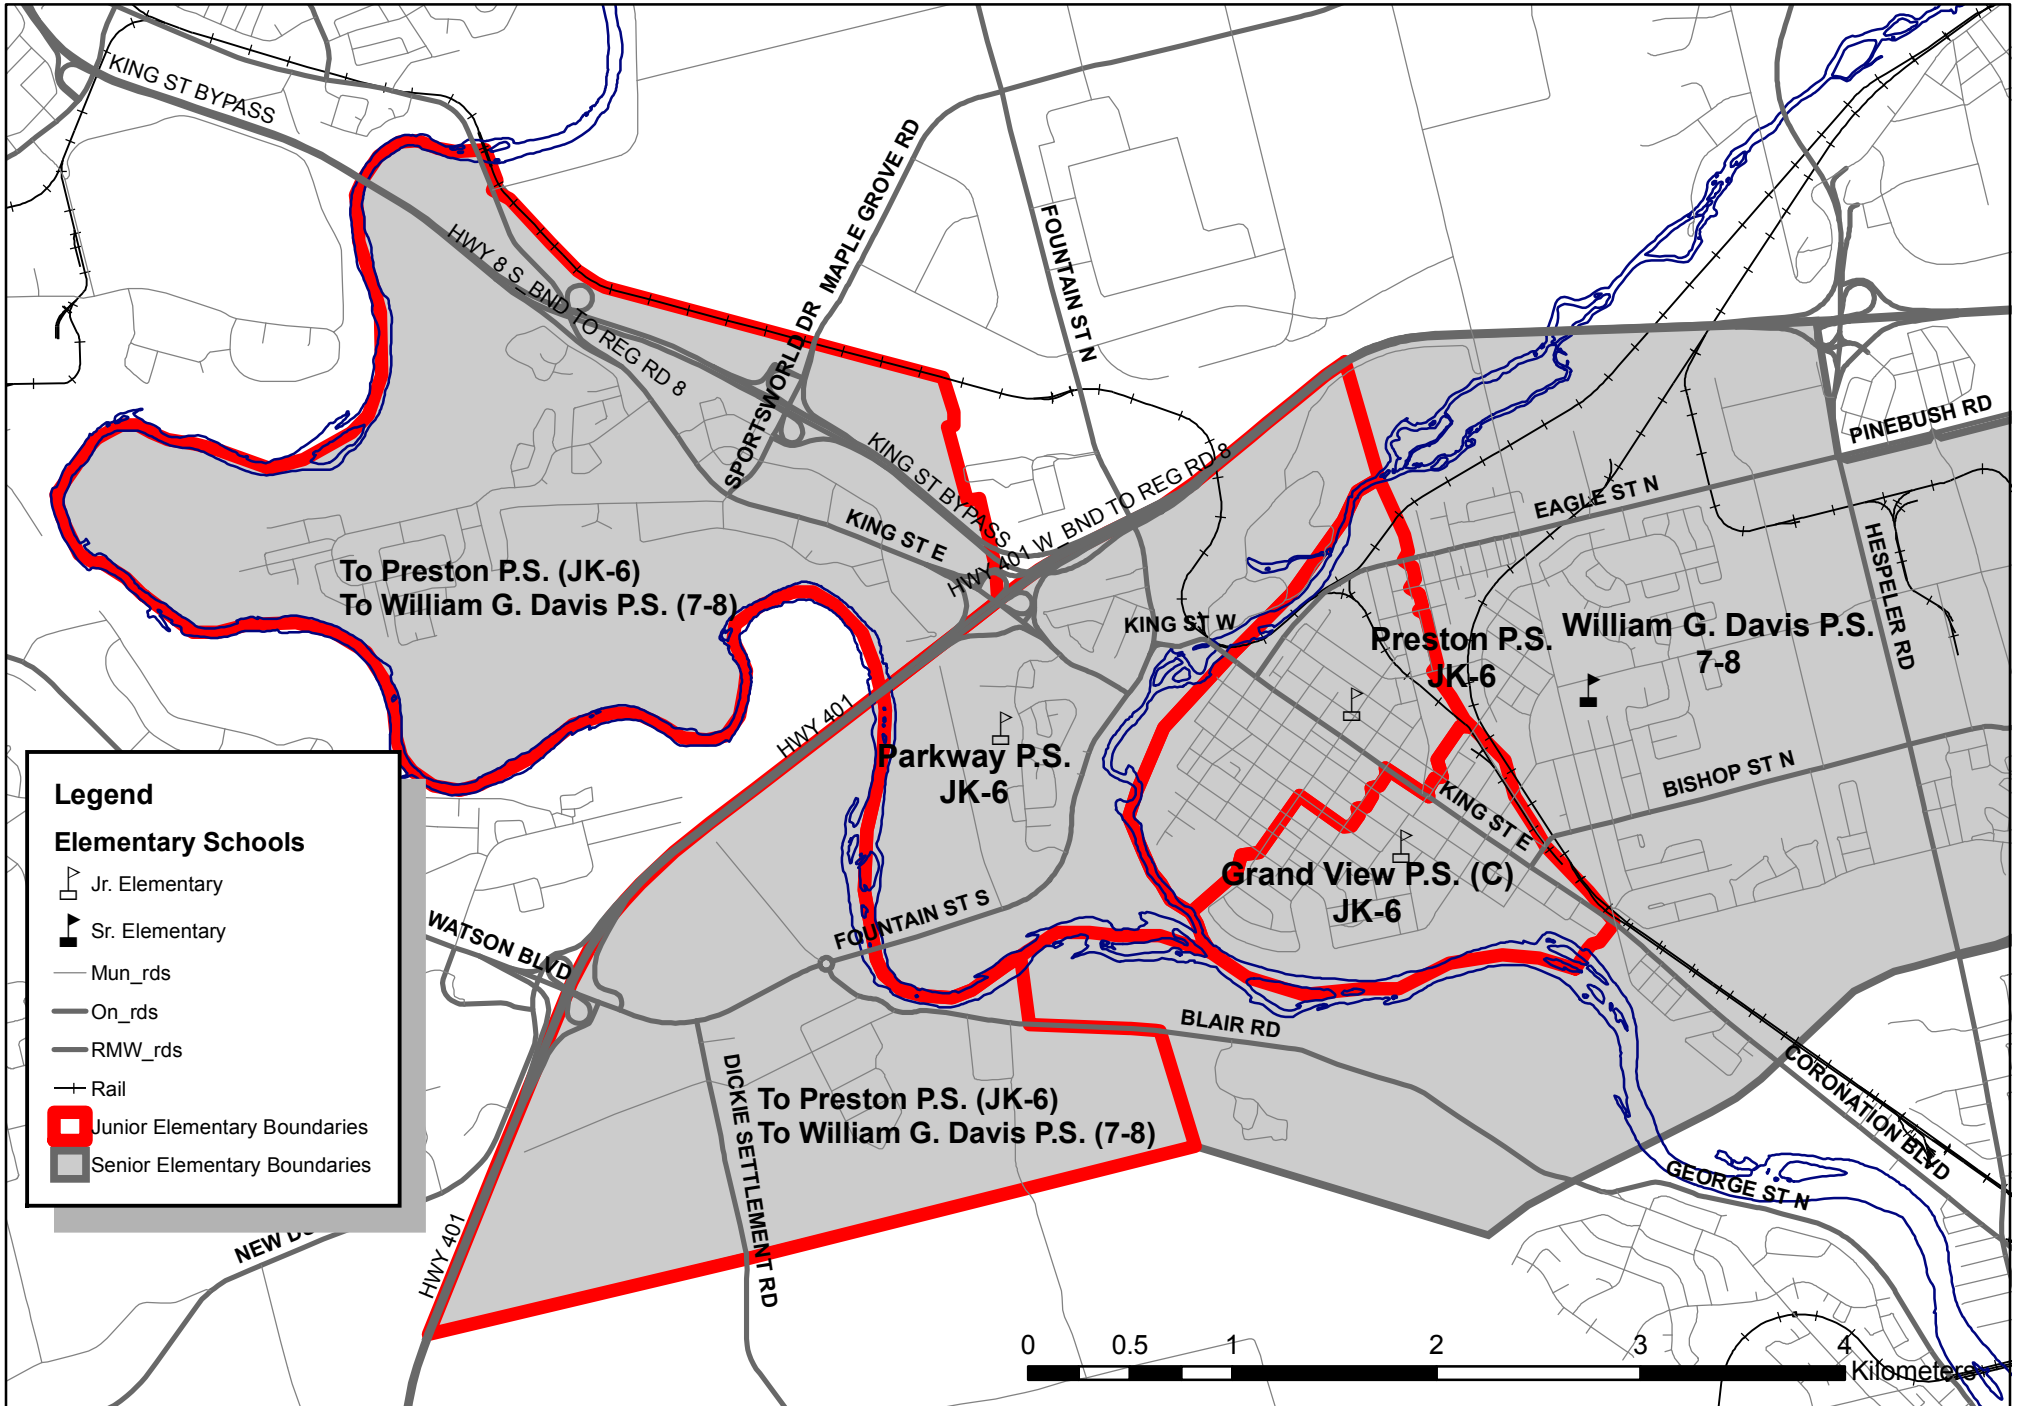 KING ST BYPASS
HWY 8 S_BND TO REG RD 8
SPORTSWORLD DR
MAPLE GROVE RD
FOUNTAIN ST N
KING ST BYPASS
KING ST E
HWY 401 W_BND TO REG RD 8
PINEBUSH RD
EAGLE ST N
HESPELER RD
To Preston P.S. (JK-6)
To William G. Davis P.S. (7-8)
KING ST W
Preston P.S.
JK-6
William G. Davis P.S.
7-8
HWY 401
Parkway P.S.
JK-6
BISHOP ST N
KING ST E
Grand View P.S. (C)
JK-6
FOUNTAIN ST S
WATSON BLVD
BLAIR RD
DICKIE SETTLEMENT RD
To Preston P.S. (JK-6)
To William G. Davis P.S. (7-8)
CORONATION BLVD
GEORGE ST N
HWY 401
NEW
Legend
Elementary Schools
Jr. Elementary
Sr. Elementary
Mun_rds
On_rds
RMW_rds
Rail
Junior Elementary Boundaries
Senior Elementary Boundaries
0 0.5 1 2 3 4
Kilometers